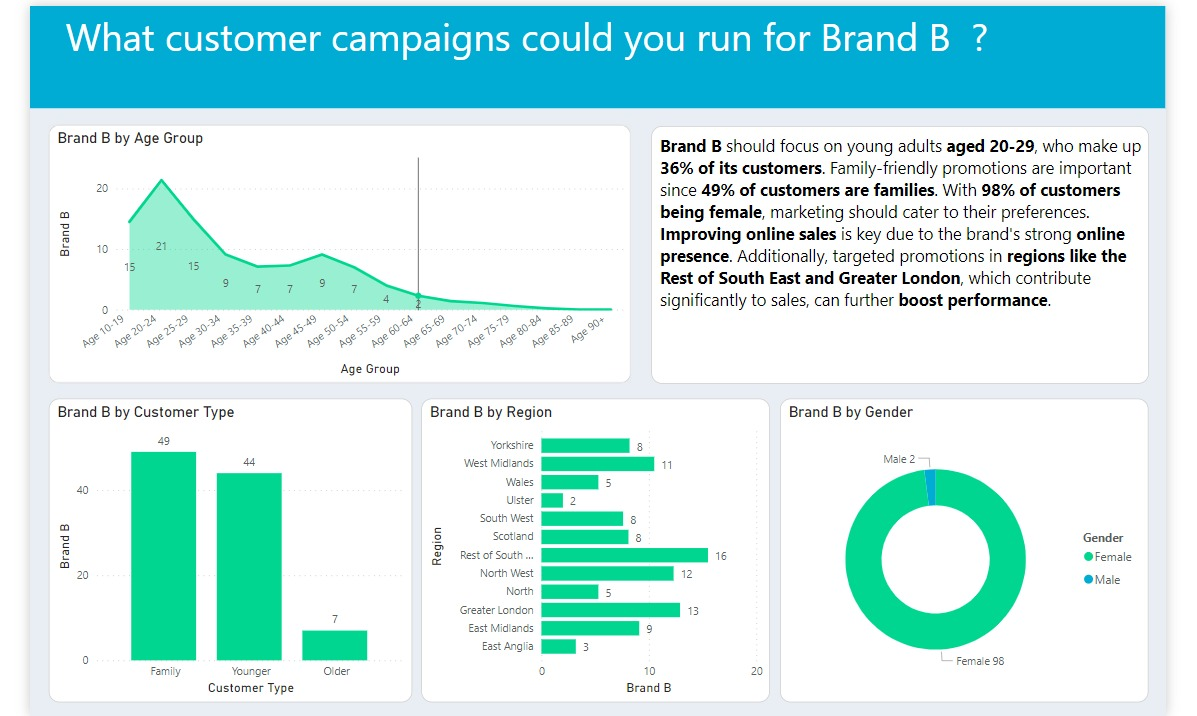 What customer campaigns could you run for Brand B ?
Brand B by Age Group
Brand B
20
10
0
15
21
15
9
7
7
9
7
4
2
Age 10-19
Age 20-24
Age 25-29
Age 30-34
Age 35-39
Age 40-44
Age 45-49
Age 50-54
Age 55-59
Age 60-64
Age 65-69
Age 70-74
Age 75-79
Age 80-84
Age 85-89
Age 90+
Age Group
Brand B should focus on young adults aged 20-29, who make up
36% of its customers. Family-friendly promotions are important
since 49% of customers are families. With 98% of customers
being female, marketing should cater to their preferences.
Improving online sales is key due to the brand's strong online
presence. Additionally, targeted promotions in regions like the
Rest of South East and Greater London, which contribute
significantly to sales, can further boost performance.
Brand B by Customer Type
Brand B
40
20
0
49
44
7
Family
Younger
Older
Customer Type
Brand B by Region
Region
Yorkshire 8
West Midlands 11
Wales 5
Ulster 2
South West 8
Scotland 8
Rest of South ... 16
North West 12
North 5
Greater London 13
East Midlands 9
East Anglia 3
0 10 20
Brand B
Brand B by Gender
Male 2
Female 98
Gender
Female
Male